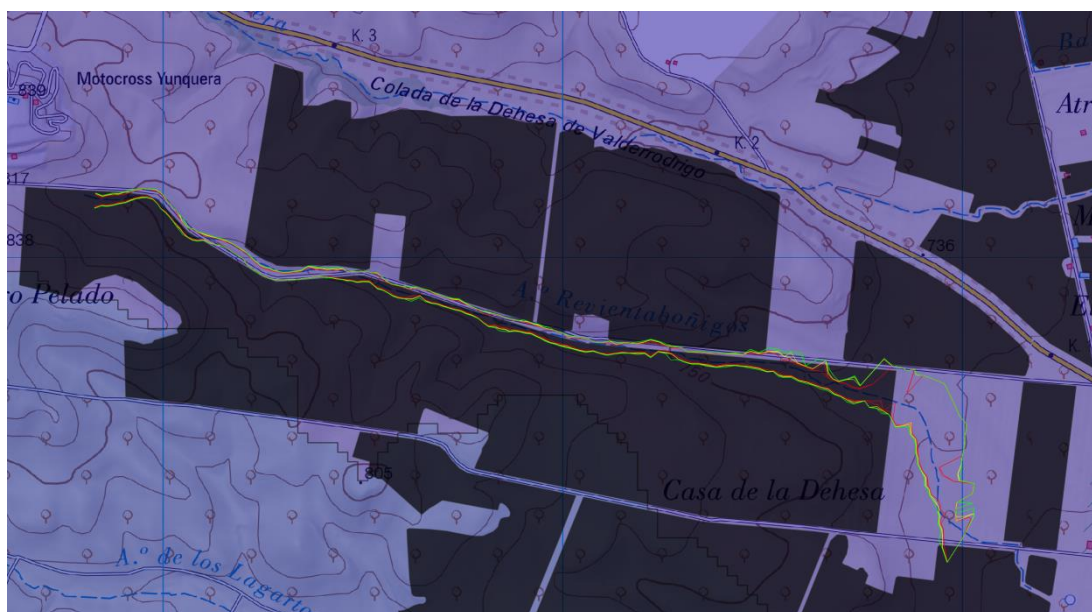 K. 3
Motocross Yunquera
839
Colada de la Dehesa de Valderrodrigo
K. 2
817
838
736
ro Pelado
A.º Revientaboñigos
K.
750
805
Casa de la Dehesa
A.º de los Lagarto